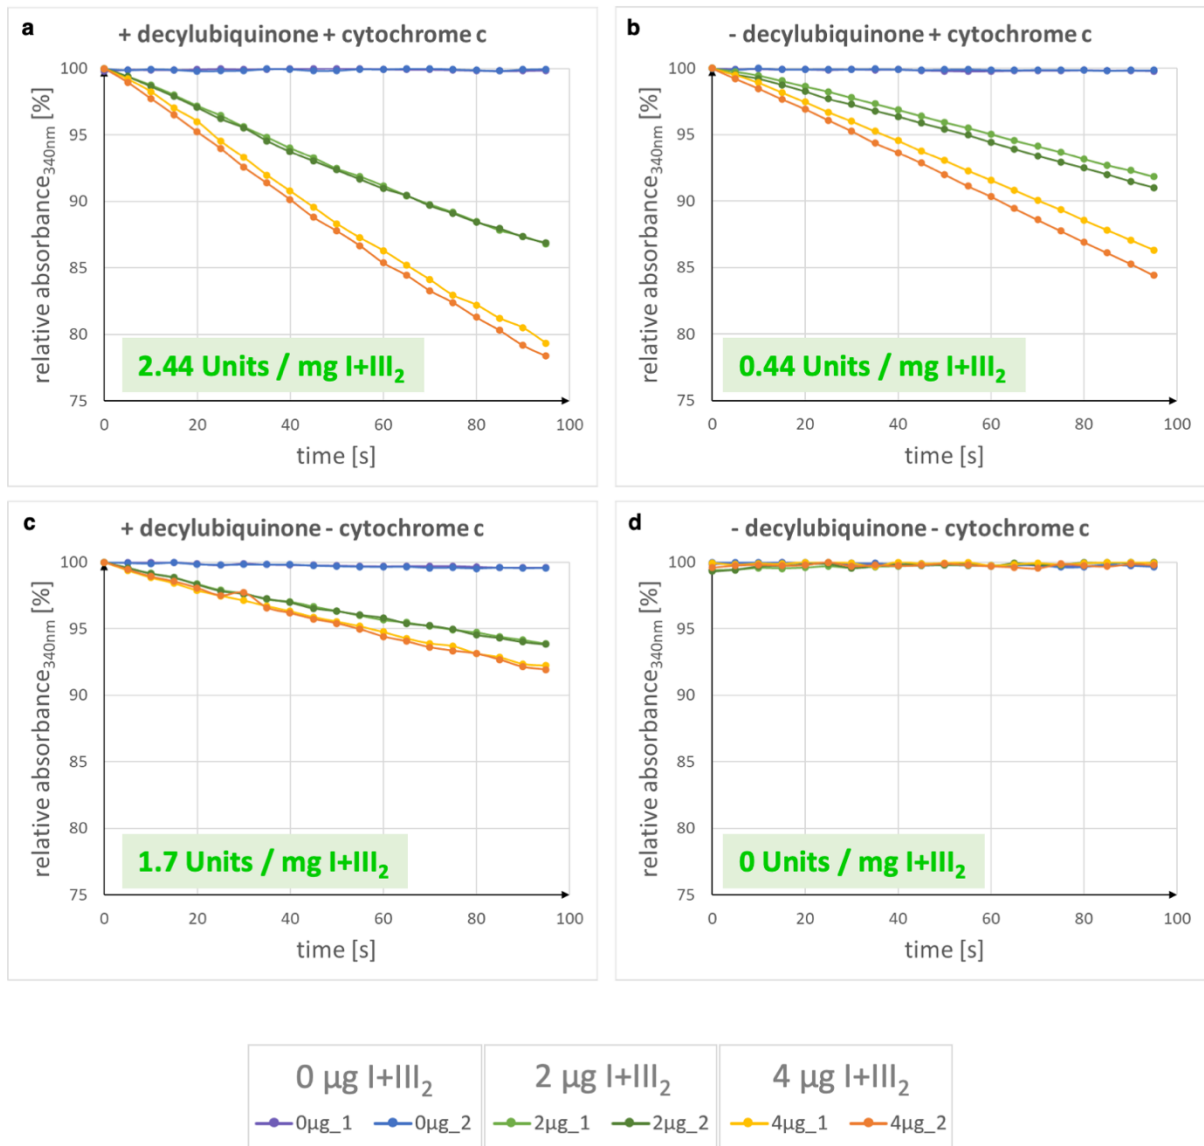 a
+ decylubiquinone + cytochrome c
relative absorbance340nm [%]
100
95
90
85
80
75
2.44 Units / mg I+III2
0 20 40 60 80 100
time [s]
b
- decylubiquinone + cytochrome c
relative absorbance340nm [%]
100
95
90
85
80
75
0.44 Units / mg I+III2
0 20 40 60 80 100
time [s]
c
+ decylubiquinone - cytochrome c
relative absorbance340nm [%]
100
95
90
85
80
75
1.7 Units / mg I+III2
0 20 40 60 80 100
time [s]
d
- decylubiquinone - cytochrome c
relative absorbance340nm [%]
100
95
90
85
80
75
0 Units / mg I+III2
0 20 40 60 80 100
time [s]
0 µg I+III2
0µg_1 0µg_2
2 µg I+III2
2µg_1 2µg_2
4 µg I+III2
4µg_1 4µg_2